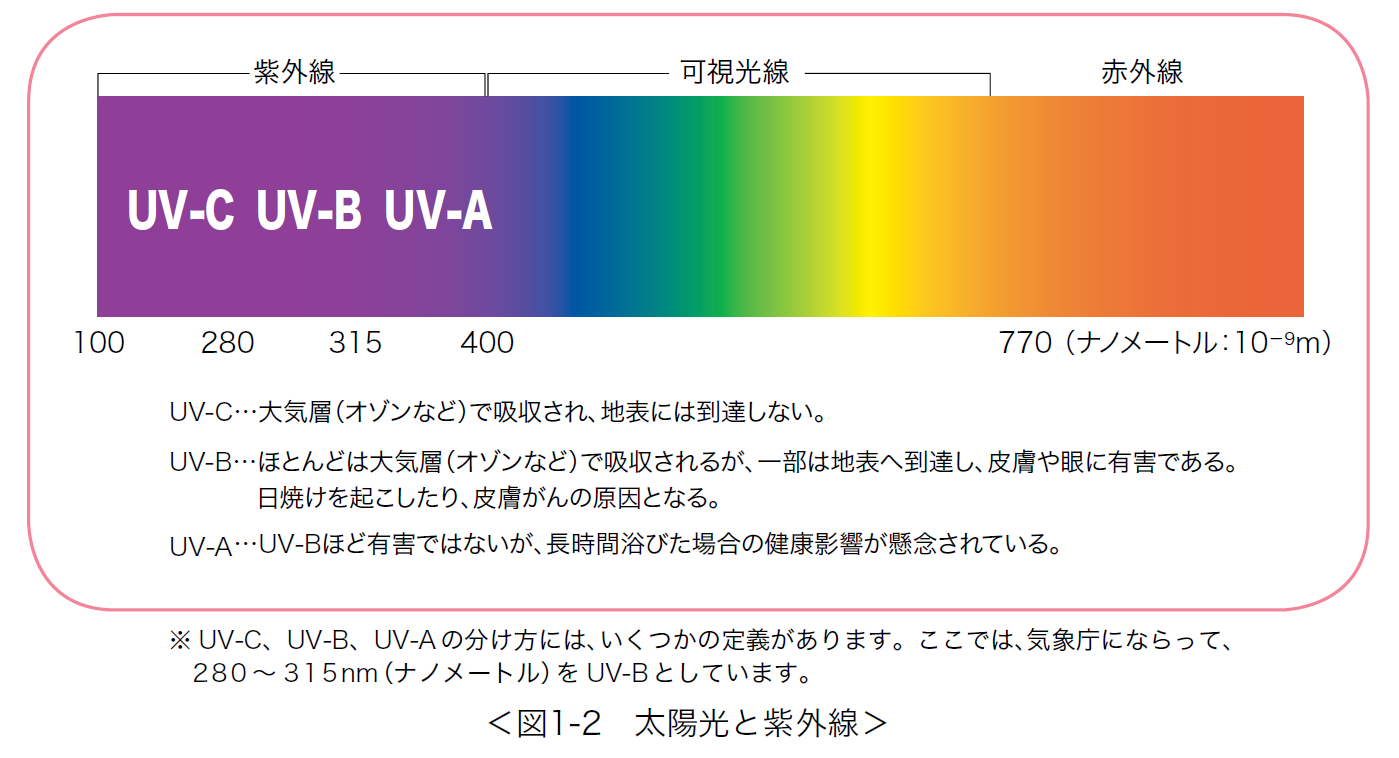 紫外線 可視光線 赤外線
UV-C UV-B UV-A
100 280 315 400 770（ナノメートル：10⁻⁹m）
UV-C…大気層（オゾンなど）で吸収され、地表には到達しない。
UV-B…ほとんどは大気層（オゾンなど）で吸収されるが、一部は地表へ到達し、皮膚や眼に有害である。
日焼けを起こしたり、皮膚がんの原因となる。
UV-A…UV-Bほど有害ではないが、長時間浴びた場合の健康影響が懸念されている。
※ UV-C、UV-B、UV-Aの分け方には、いくつかの定義があります。ここでは、気象庁にならって、
280～315nm（ナノメートル）をUV-Bとしています。
＜図1-2　太陽光と紫外線＞